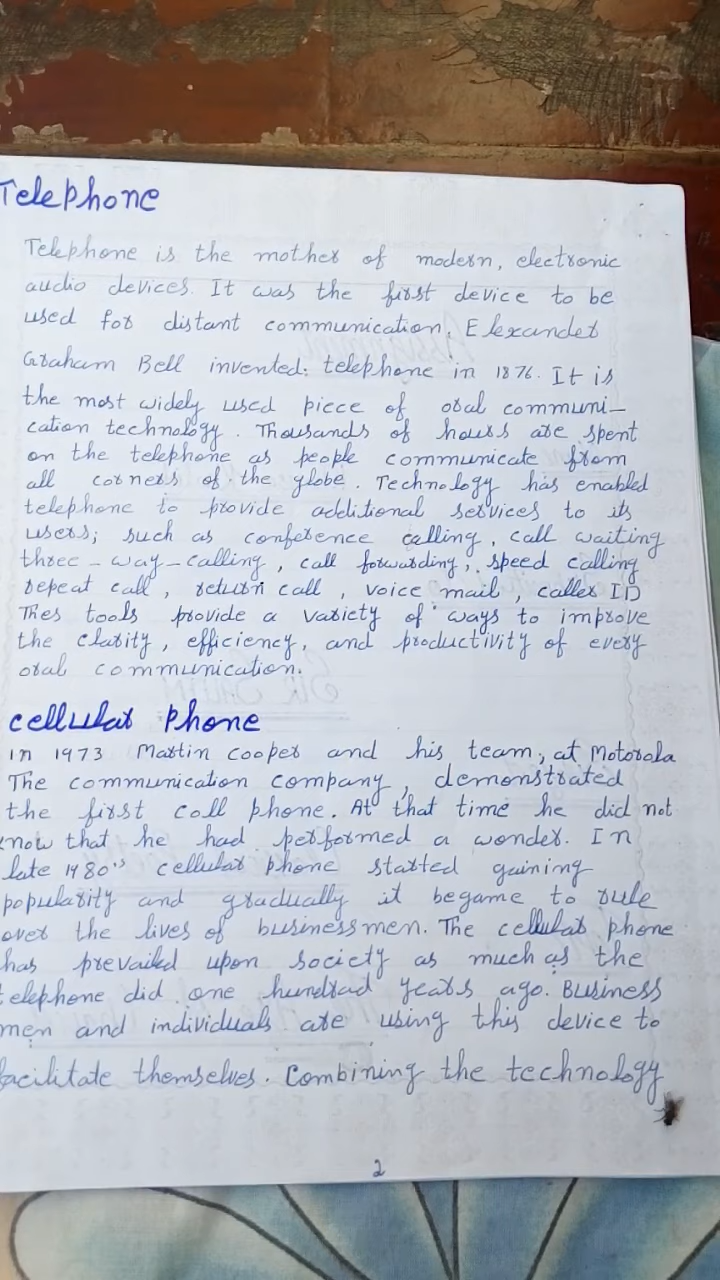 Telephone
Telephone is the mother of modern, electronic
audio devices. It was the first device to be
used for distant communication. Elexander
Graham Bell invented. telephone in 1876. It is
the most widely used piece of oral communi-
cation technology. Thousands of hours are spent
on the telephone as people communicate from
all corners of the globe. Technology has enabled
telephone to provide additional services to its
users; such as conference calling, call waiting
three-way-calling, call forwarding, speed calling
repeat call, return call, voice mail, caller ID
Thes tools provide a variety of ways to improve
the clarity, efficiency, and productivity of every
oral communication.
cellular phone
in 1973 Martin cooper and his team, at Motorola
The communication company, demonstrated
the first coll phone. At that time he did not
know that he had performed a wonder. In
late 1980's cellular phone started gaining
popularity and gradually it begame to rule
over the lives of business men. The cellular phone
has prevailed upon society as much as the
telephone did one hundrad years ago. Business
men and individuals are using this device to
facilitate themselves. Combining the technology
2